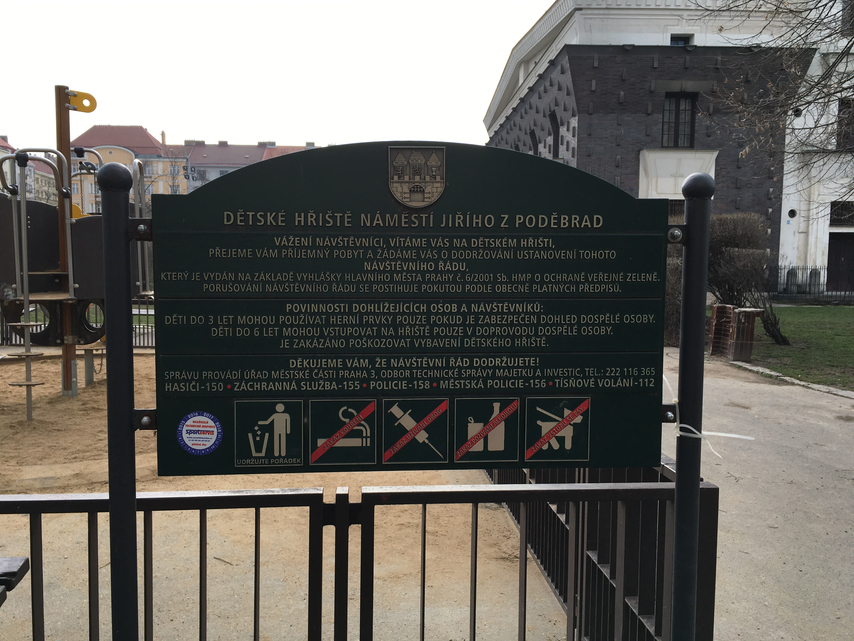 DĚTSKÉ HŘIŠTĚ NÁMĚSTÍ JIŘÍHO Z PODĚBRAD
VÁŽENÍ NÁVŠTĚVNÍCI, VÍTÁME VÁS NA DĚTSKÉM HŘIŠTI,
PŘEJEME VÁM PŘÍJEMNÝ POBYT A ŽÁDÁME VÁS O DODRŽOVÁNÍ USTANOVENÍ TOHOTO
NÁVŠTĚVNÍHO ŘÁDU,
KTERÝ JE VYDÁN NA ZÁKLADĚ VYHLÁŠKY HLAVNÍHO MĚSTA PRAHY č. 6/2001 Sb. HMP O OCHRANĚ VEŘEJNÉ ZELENĚ.
PORUŠOVÁNÍ NÁVŠTĚVNÍHO ŘÁDU SE POSTIHUJE POKUTOU PODLE OBECNĚ PLATNÝCH PŘEDPISŮ.
POVINNOSTI DOHLÍŽEJÍCÍCH OSOB A NÁVŠTĚVNÍKŮ:
DĚTI DO 3 LET MOHOU POUŽÍVAT HERNÍ PRVKY POUZE POKUD JE ZABEZPEČEN DOHLED DOSPĚLÉ OSOBY.
DĚTI DO 6 LET MOHOU VSTUPOVAT NA HŘIŠTĚ POUZE V DOPROVODU DOSPĚLÉ OSOBY.
JE ZAKÁZÁNO POŠKOZOVAT VYBAVENÍ DĚTSKÉHO HŘIŠTĚ.
DĚKUJEME VÁM, ŽE NÁVŠTĚVNÍ ŘÁD DODRŽUJETE!
SPRÁVU PROVÁDÍ ÚŘAD MĚSTSKÉ ČÁSTI PRAHA 3, ODBOR TECHNICKÉ SPRÁVY MAJETKU A INVESTIC, TEL.: 222 116 365
HASIČI-150 • ZÁCHRANNÁ SLUŽBA-155 • POLICIE-158 • MĚSTSKÁ POLICIE-156 • TÍSŇOVÉ VOLÁNÍ-112
UDRŽUJTE POŘÁDEK